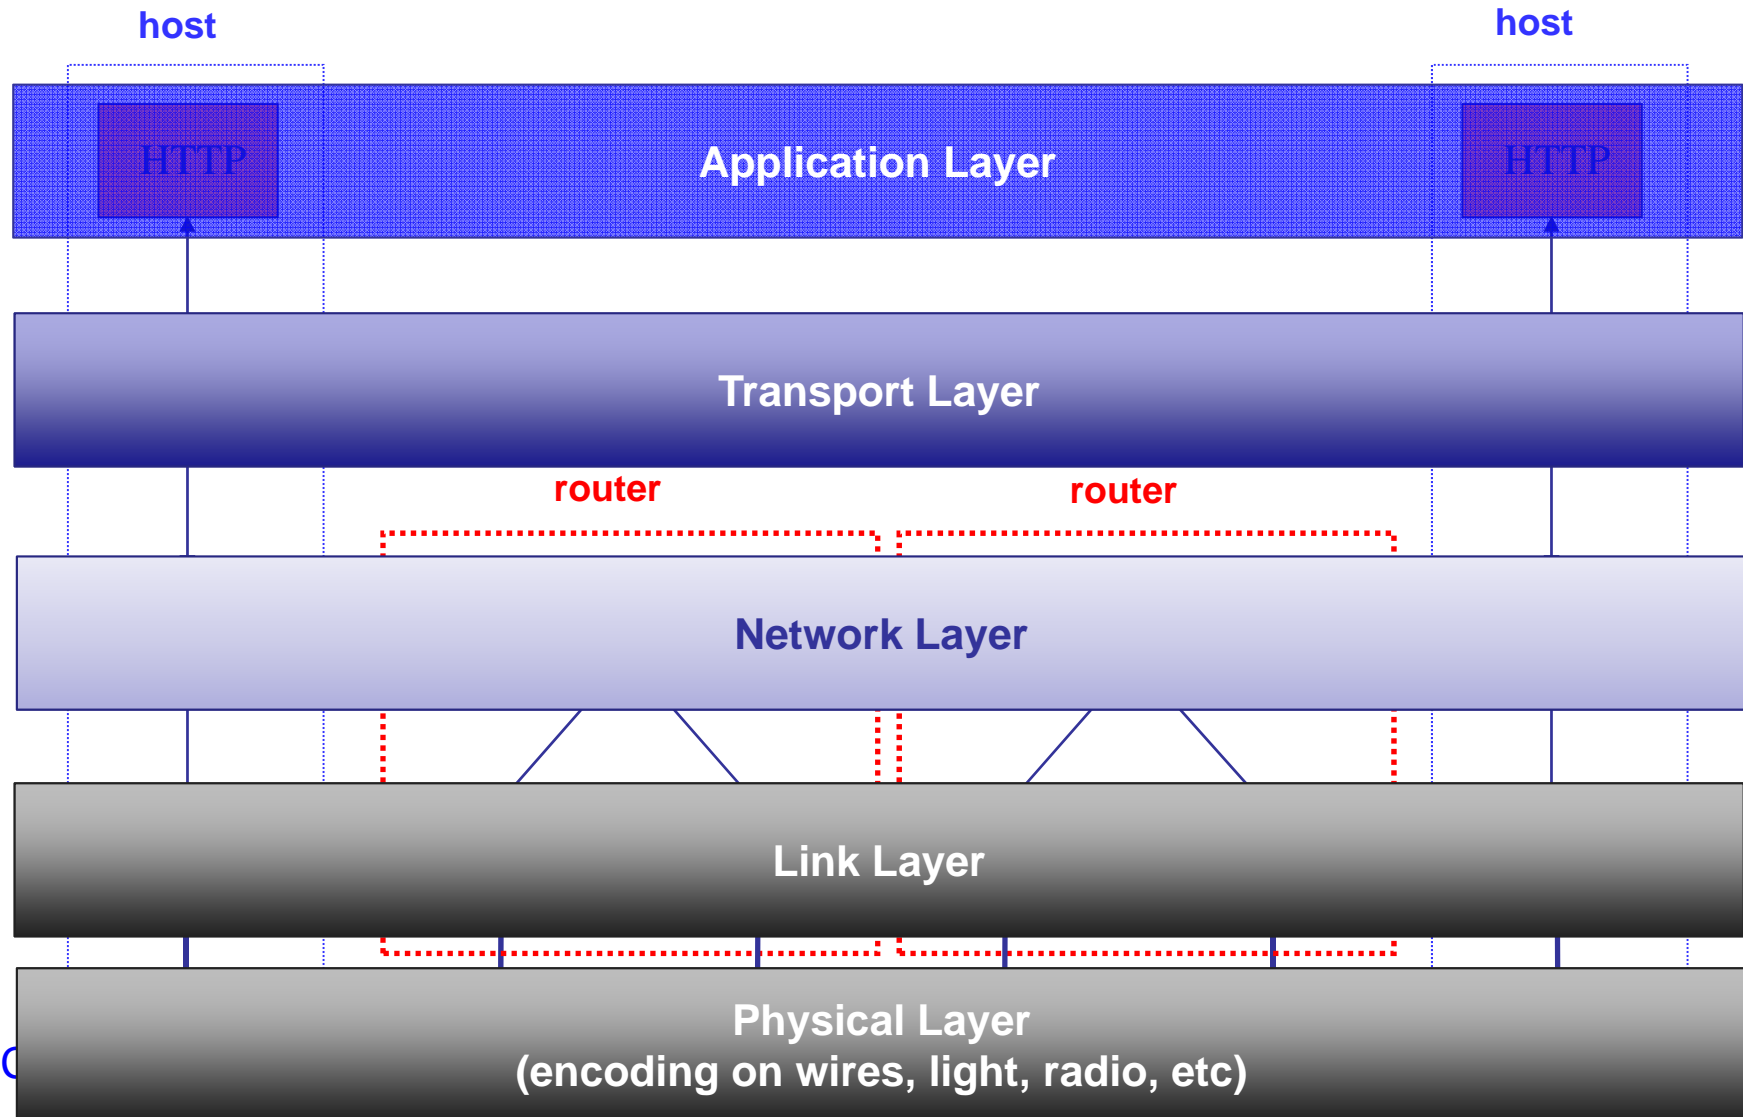 host
host
HTTP
Application Layer
HTTP
Transport Layer
router
router
Network Layer
Link Layer
Physical Layer
(encoding on wires, light, radio, etc)